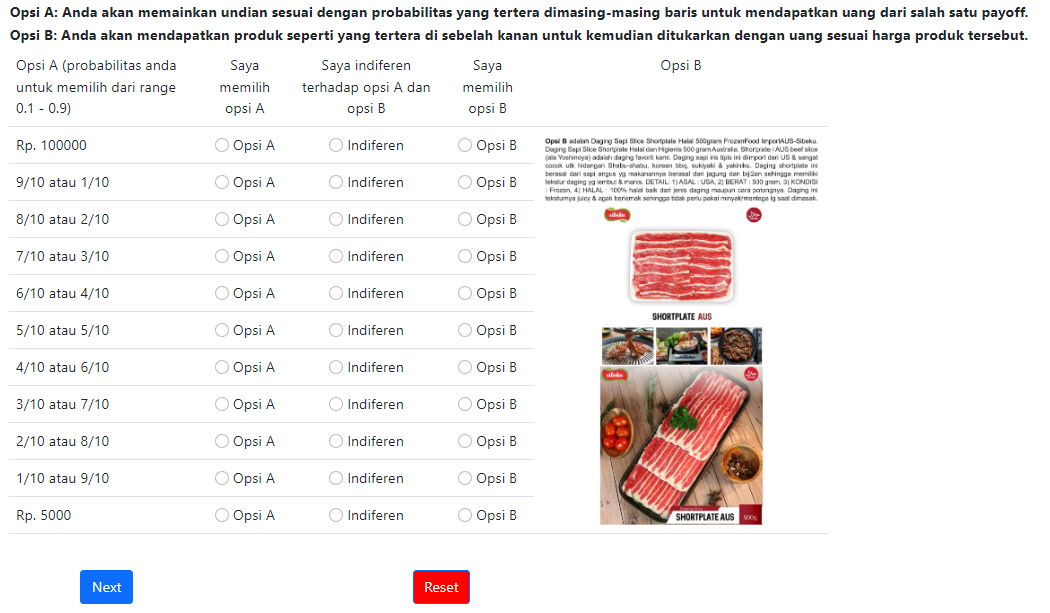 Opsi A: Anda akan memainkan undian sesuai dengan probabilitas yang tertera dimasing-masing baris untuk mendapatkan uang dari salah satu payoff.
Opsi B: Anda akan mendapatkan produk seperti yang tertera di sebelah kanan untuk kemudian ditukarkan dengan uang sesuai harga produk tersebut.
Opsi A (probabilitas anda
untuk memilih dari range
0.1 - 0.9)
Saya
memilih
opsi A
Saya indiferen
terhadap opsi A dan
opsi B
Saya
memilih
opsi B
Opsi B
Rp. 100000 Opsi A Indiferen Opsi B
9/10 atau 1/10 Opsi A Indiferen Opsi B
8/10 atau 2/10 Opsi A Indiferen Opsi B
7/10 atau 3/10 Opsi A Indiferen Opsi B
6/10 atau 4/10 Opsi A Indiferen Opsi B
5/10 atau 5/10 Opsi A Indiferen Opsi B
4/10 atau 6/10 Opsi A Indiferen Opsi B
3/10 atau 7/10 Opsi A Indiferen Opsi B
2/10 atau 8/10 Opsi A Indiferen Opsi B
1/10 atau 9/10 Opsi A Indiferen Opsi B
Rp. 5000 Opsi A Indiferen Opsi B
Opsi B adalah Daging Sapi Slice Shortplate Halal 500gram FrozenFood ImportAUS-Sibeku.
Daging Sapi Slice Shortplate Halal dan Higienis 500 gram Australia. Shortplate / AUS beef slice
(ala Yoshinoya) adalah daging favorit kami. Daging sapi iris tipis ini diimport dari US & sangat
cocok utk hidangan Shabu-shabu, korean bbq, sukiyaki & yakiniku. Daging shortplate ini
berasal dari sapi angus yg makanannya berasal dari jagung dan biji2an sehingga memiliki
tekstur daging yg lembut & manis. DETAIL: 1) ASAL : USA, 2) BERAT : 500 gram, 3) KONDISI
: Frozen, 4) HALAL : 100% halal baik dari jenis daging maupun cara potongnya. Daging ini
teksturnya juicy & agak berlemak sehingga tidak perlu pakai minyak/mentega lg saat dimasak.
sibeku
SHORTPLATE AUS
sibeku
SHORTPLATE AUS 500g
Next Reset